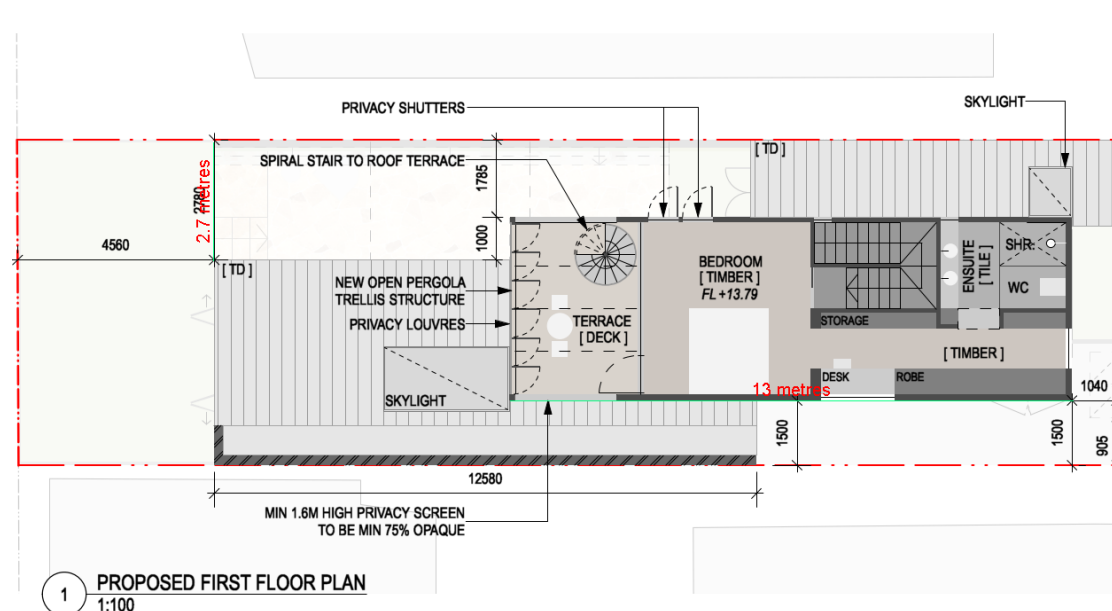 PRIVACY SHUTTERS
SKYLIGHT
[ TD ]
SPIRAL STAIR TO ROOF TERRACE
1785
2780
2.7 metres
4560
1000
[ TD ]
NEW OPEN PERGOLA
TRELLIS STRUCTURE
PRIVACY LOUVRES
BEDROOM
[ TIMBER ]
FL+13.79
ENSUITE
[ TILE ]
SHR.
WC
TERRACE
[ DECK ]
STORAGE
[ TIMBER ]
SKYLIGHT
13 metres
DESK
ROBE
1040
1500
1500
905
12580
MIN 1.6M HIGH PRIVACY SCREEN
TO BE MIN 75% OPAQUE
1
PROPOSED FIRST FLOOR PLAN
1:100